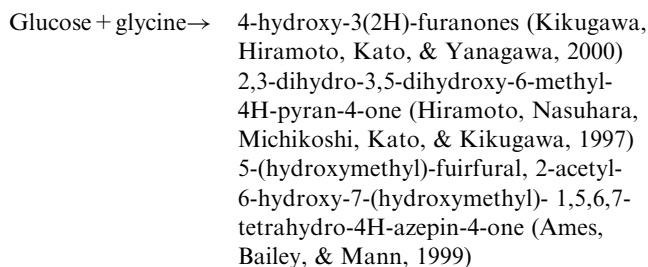 Glucose + glycine→ 4-hydroxy-3(2H)-furanones (Kikugawa,
Hiramoto, Kato, & Yanagawa, 2000)
2,3-dihydro-3,5-dihydroxy-6-methyl-
4H-pyran-4-one (Hiramoto, Nasuhara,
Michikoshi, Kato, & Kikugawa, 1997)
5-(hydroxymethyl)-fuirfural, 2-acetyl-
6-hydroxy-7-(hydroxymethyl)- 1,5,6,7-
tetrahydro-4H-azepin-4-one (Ames,
Bailey, & Mann, 1999)